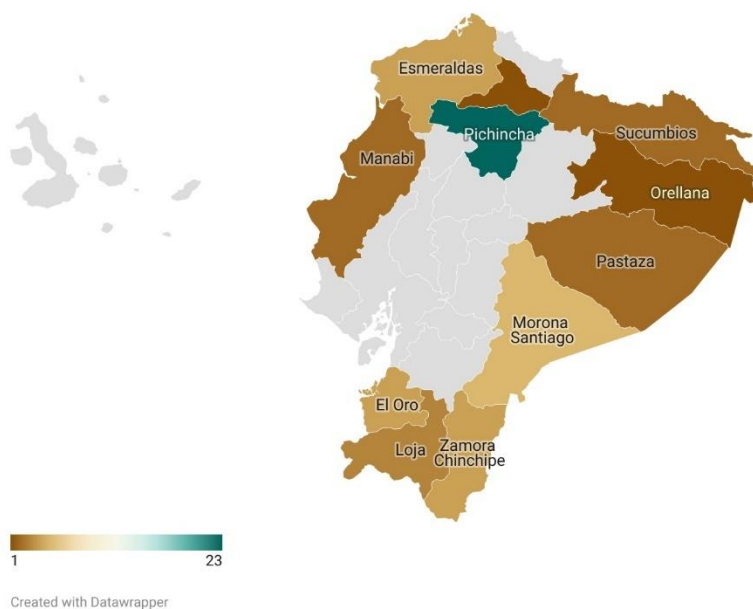 Esmeraldas
Pichincha
Sucumbios
Manabi
Orellana
Pastaza
Morona
Santiago
El Oro
Loja
Zamora
Chinchipe
1
23
Created with Datawrapper